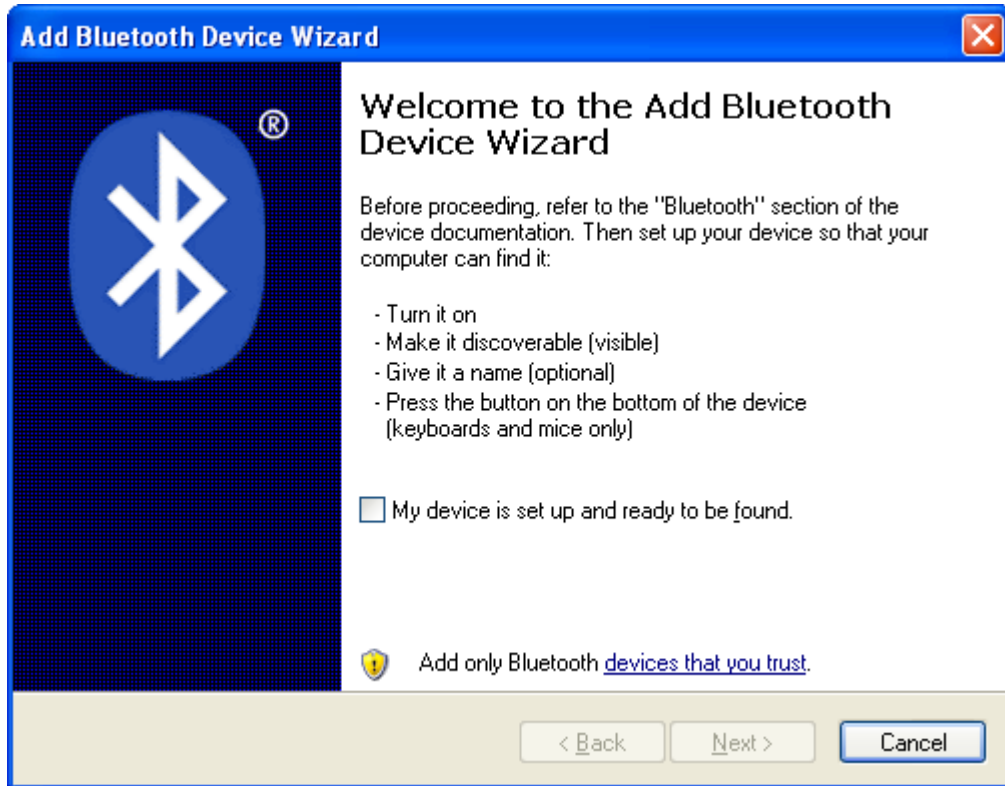 Add Bluetooth Device Wizard
®
Welcome to the Add Bluetooth
Device Wizard
Before proceeding, refer to the "Bluetooth" section of the
device documentation. Then set up your device so that your
computer can find it:
- Turn it on
- Make it discoverable (visible)
- Give it a name (optional)
- Press the button on the bottom of the device
(keyboards and mice only)
My device is set up and ready to be found.
Add only Bluetooth devices that you trust.
< Back
Next >
Cancel